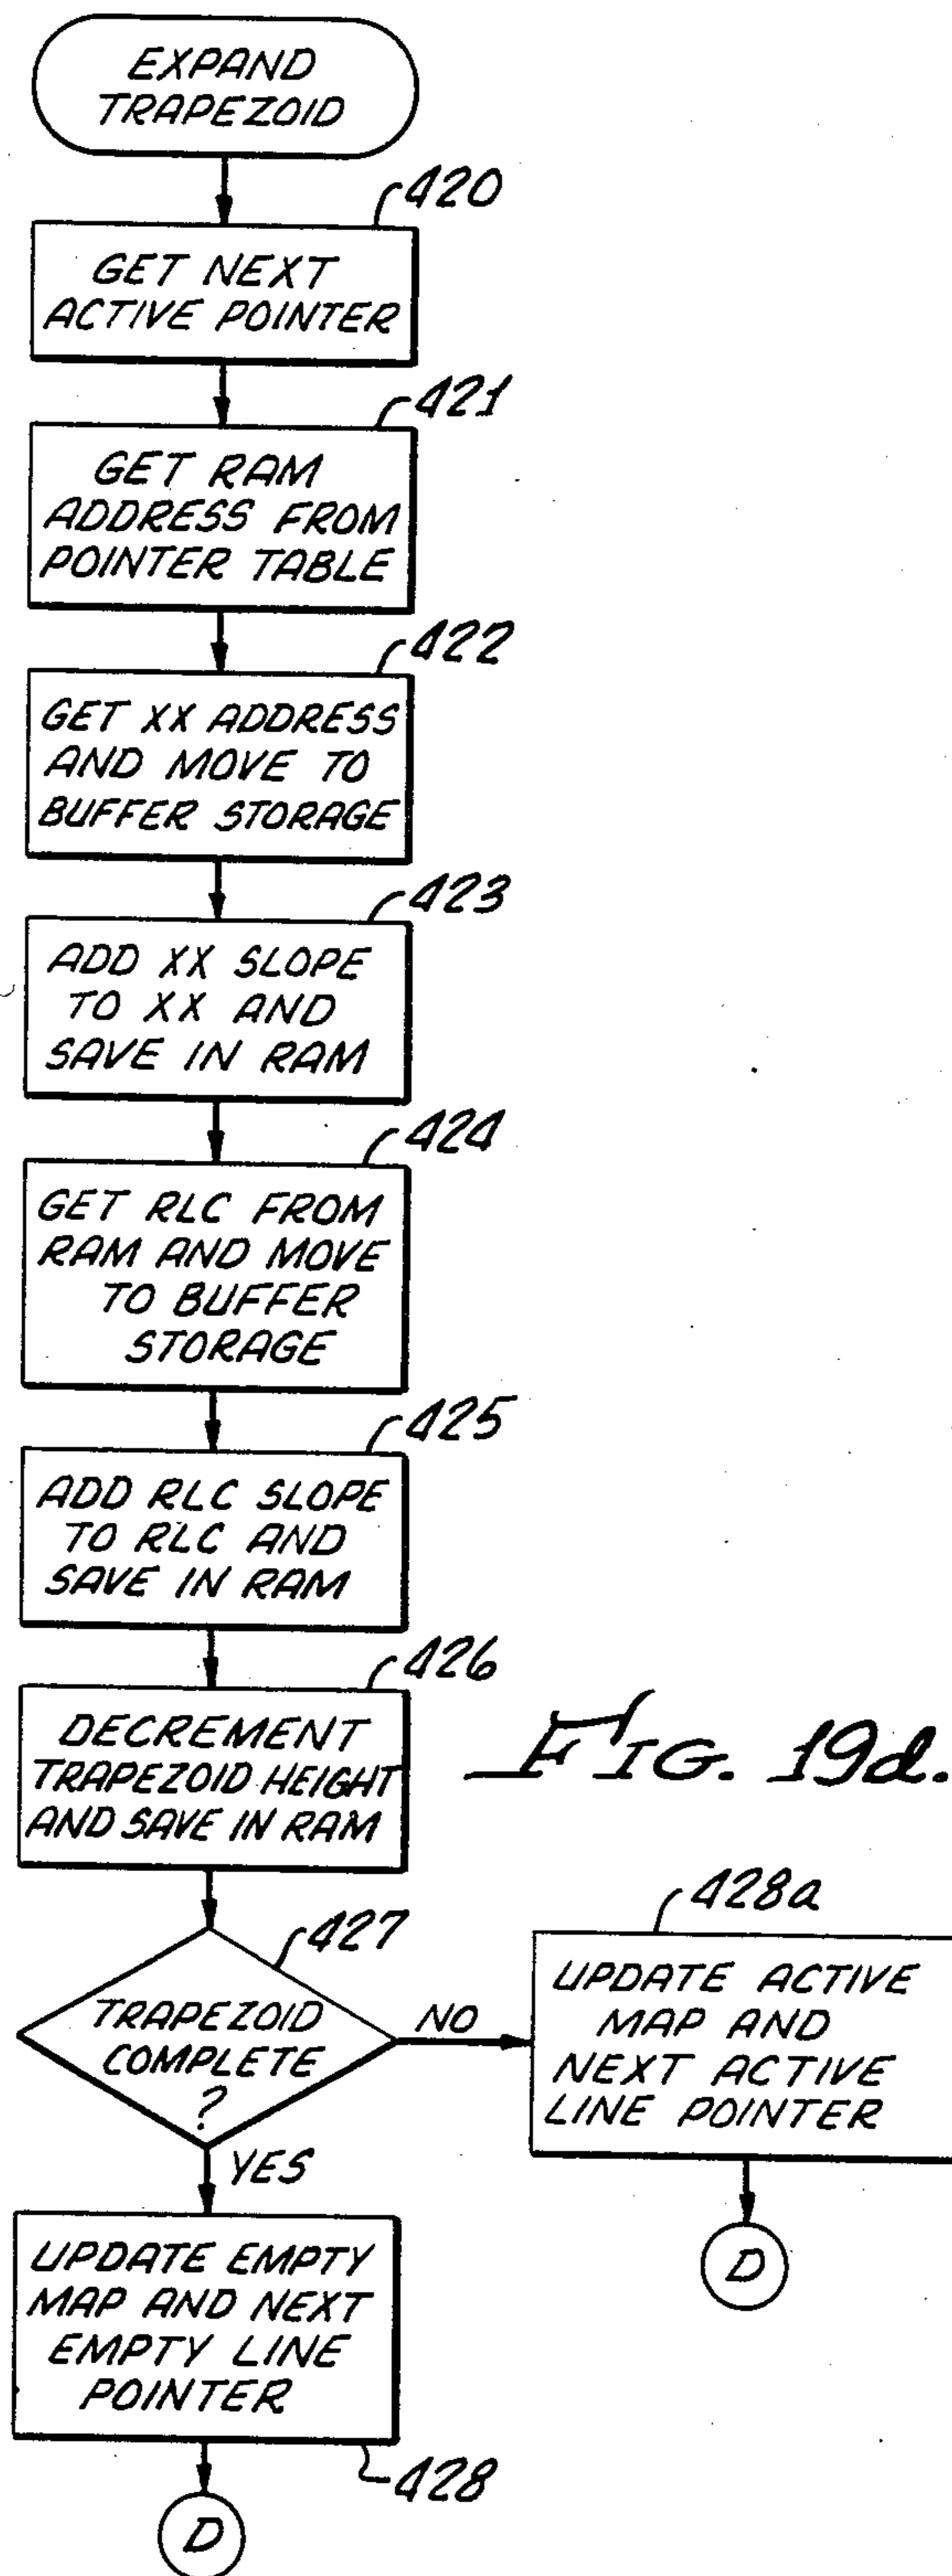 EXPAND
TRAPEZOID
420
GET NEXT
ACTIVE POINTER
421
GET RAM
ADDRESS FROM
POINTER TABLE
422
GET XX ADDRESS
AND MOVE TO
BUFFER STORAGE
423
ADD XX SLOPE
TO XX AND
SAVE IN RAM
424
GET RLC FROM
RAM AND MOVE
TO BUFFER
STORAGE
425
ADD RLC SLOPE
TO RLC AND
SAVE IN RAM
426
DECREMENT
TRAPEZOID HEIGHT
AND SAVE IN RAM
FIG. 19d.
427
TRAPEZOID
COMPLETE
?
NO
428a
UPDATE ACTIVE
MAP AND
NEXT ACTIVE
LINE POINTER
D
YES
UPDATE EMPTY
MAP AND NEXT
EMPTY LINE
POINTER
428
D